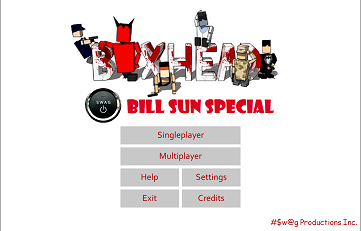 BOXHEAD
SWAG
BILL SUN SPECIAL
Singleplayer
Multiplayer
Help
Settings
Exit
Credits
#$w@g Productions Inc.